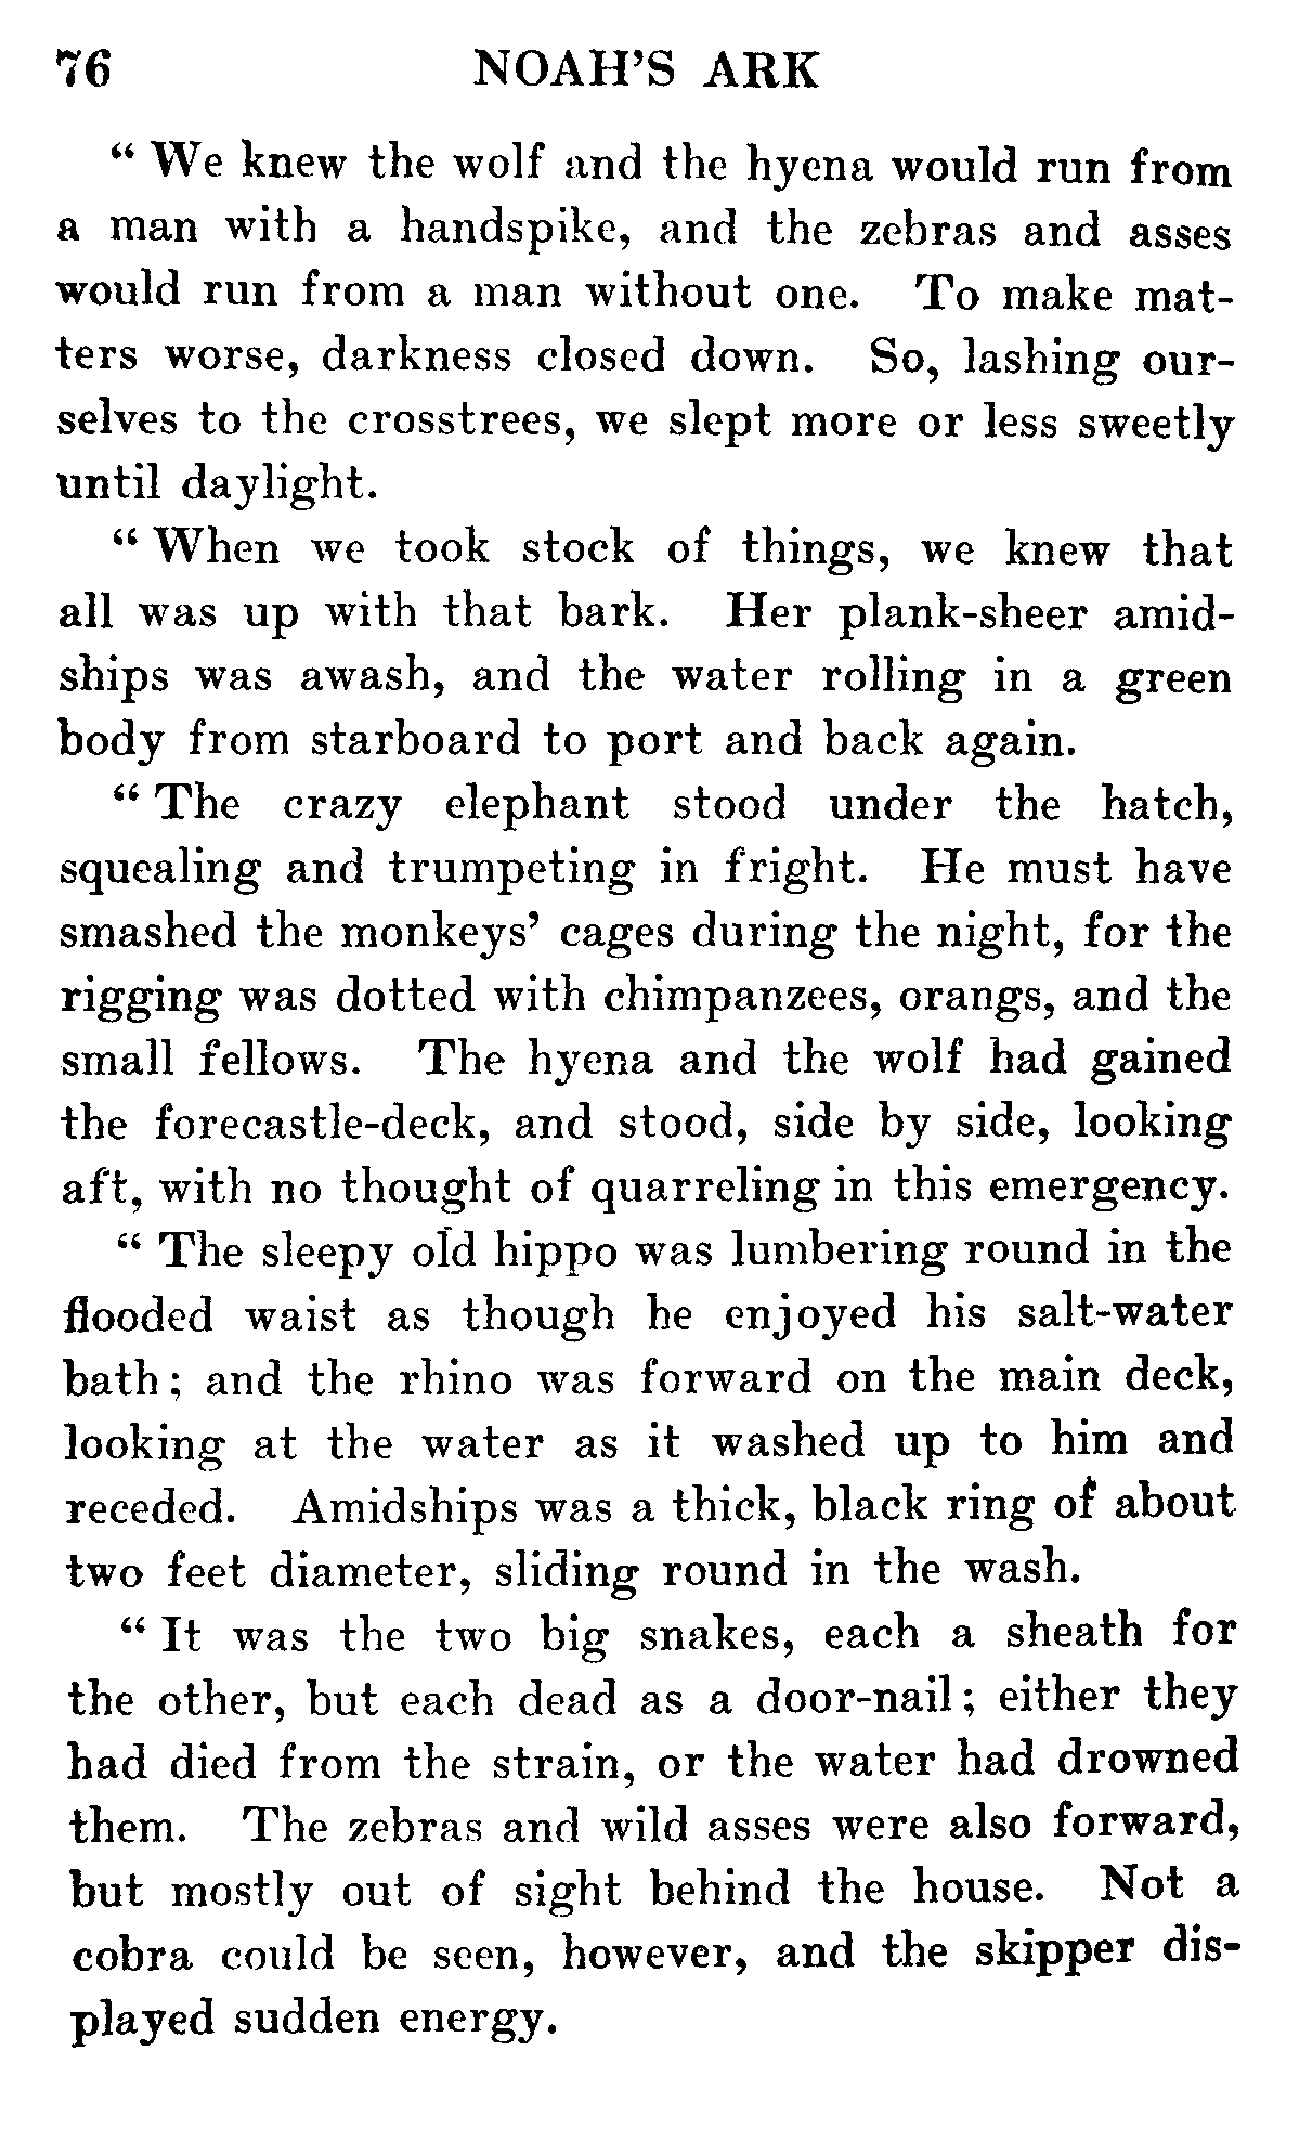 76 NOAH'S ARK
“ We knew the wolf and the hyena would run from
a man with a handspike, and the zebras and asses
would run from a man without one. To make mat-
ters worse, darkness closed down. So, lashing our-
selves to the crosstrees, we slept more or less sweetly
until daylight.
“ When we took stock of things, we knew that
all was up with that bark. Her plank-sheer amid-
ships was awash, and the water rolling in a green
body from starboard to port and back again.
“ The crazy elephant stood under the hatch,
squealing and trumpeting in fright. He must have
smashed the monkeys’ cages during the night, for the
rigging was dotted with chimpanzees, orangs, and the
small fellows. The hyena and the wolf had gained
the forecastle-deck, and stood, side by side, looking
aft, with no thought of quarreling in this emergency.
“ The sleepy old hippo was lumbering round in the
flooded waist as though he enjoyed his salt-water
bath; and the rhino was forward on the main deck,
looking at the water as it washed up to him and
receded. Amidships was a thick, black ring of about
two feet diameter, sliding round in the wash.
“ It was the two big snakes, each a sheath for
the other, but each dead as a door-nail; either they
had died from the strain, or the water had drowned
them. The zebras and wild asses were also forward,
but mostly out of sight behind the house. Not a
cobra could be seen, however, and the skipper dis-
played sudden energy.